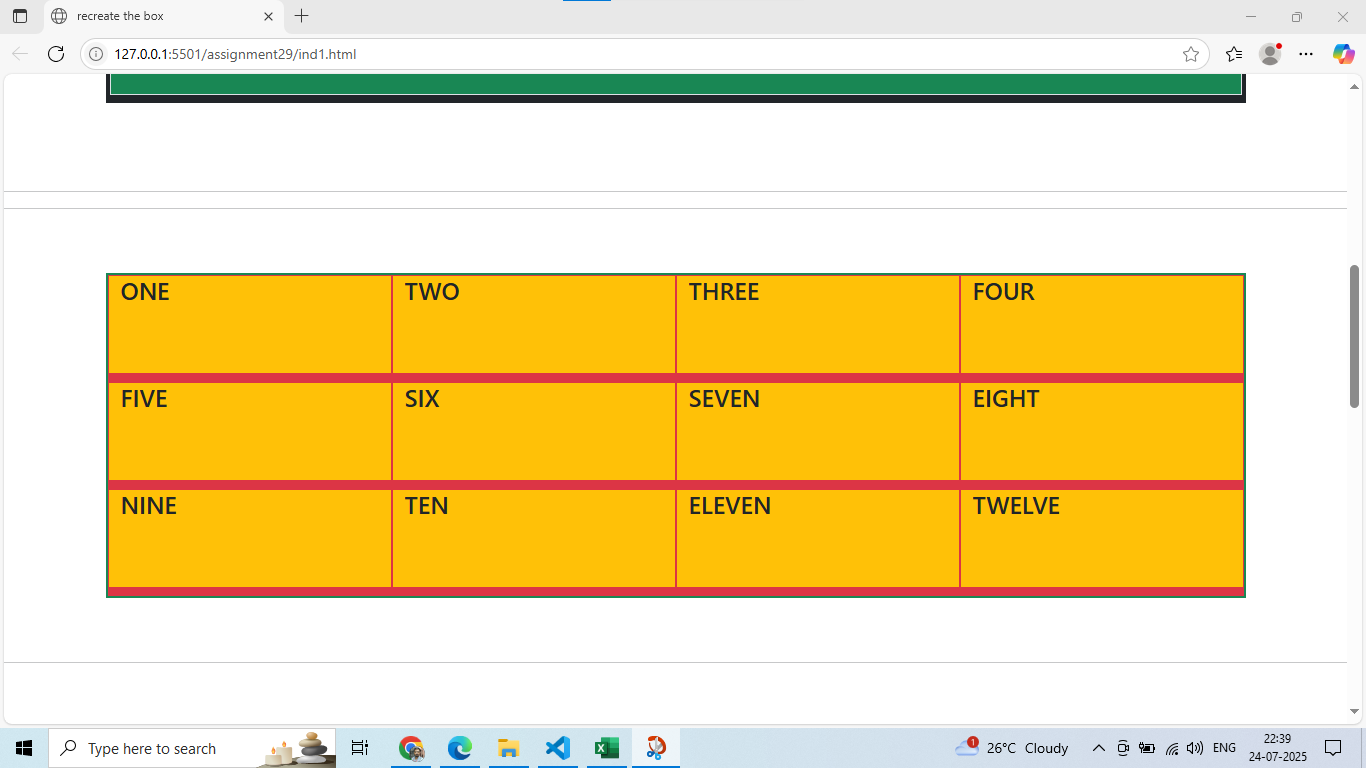 recreate the box
127.0.0.1:5501/assignment29/ind1.html
ONE TWO THREE FOUR
FIVE SIX SEVEN EIGHT
NINE TEN ELEVEN TWELVE
Type here to search
1
26°C Cloudy
ENG
22:39
24-07-2025